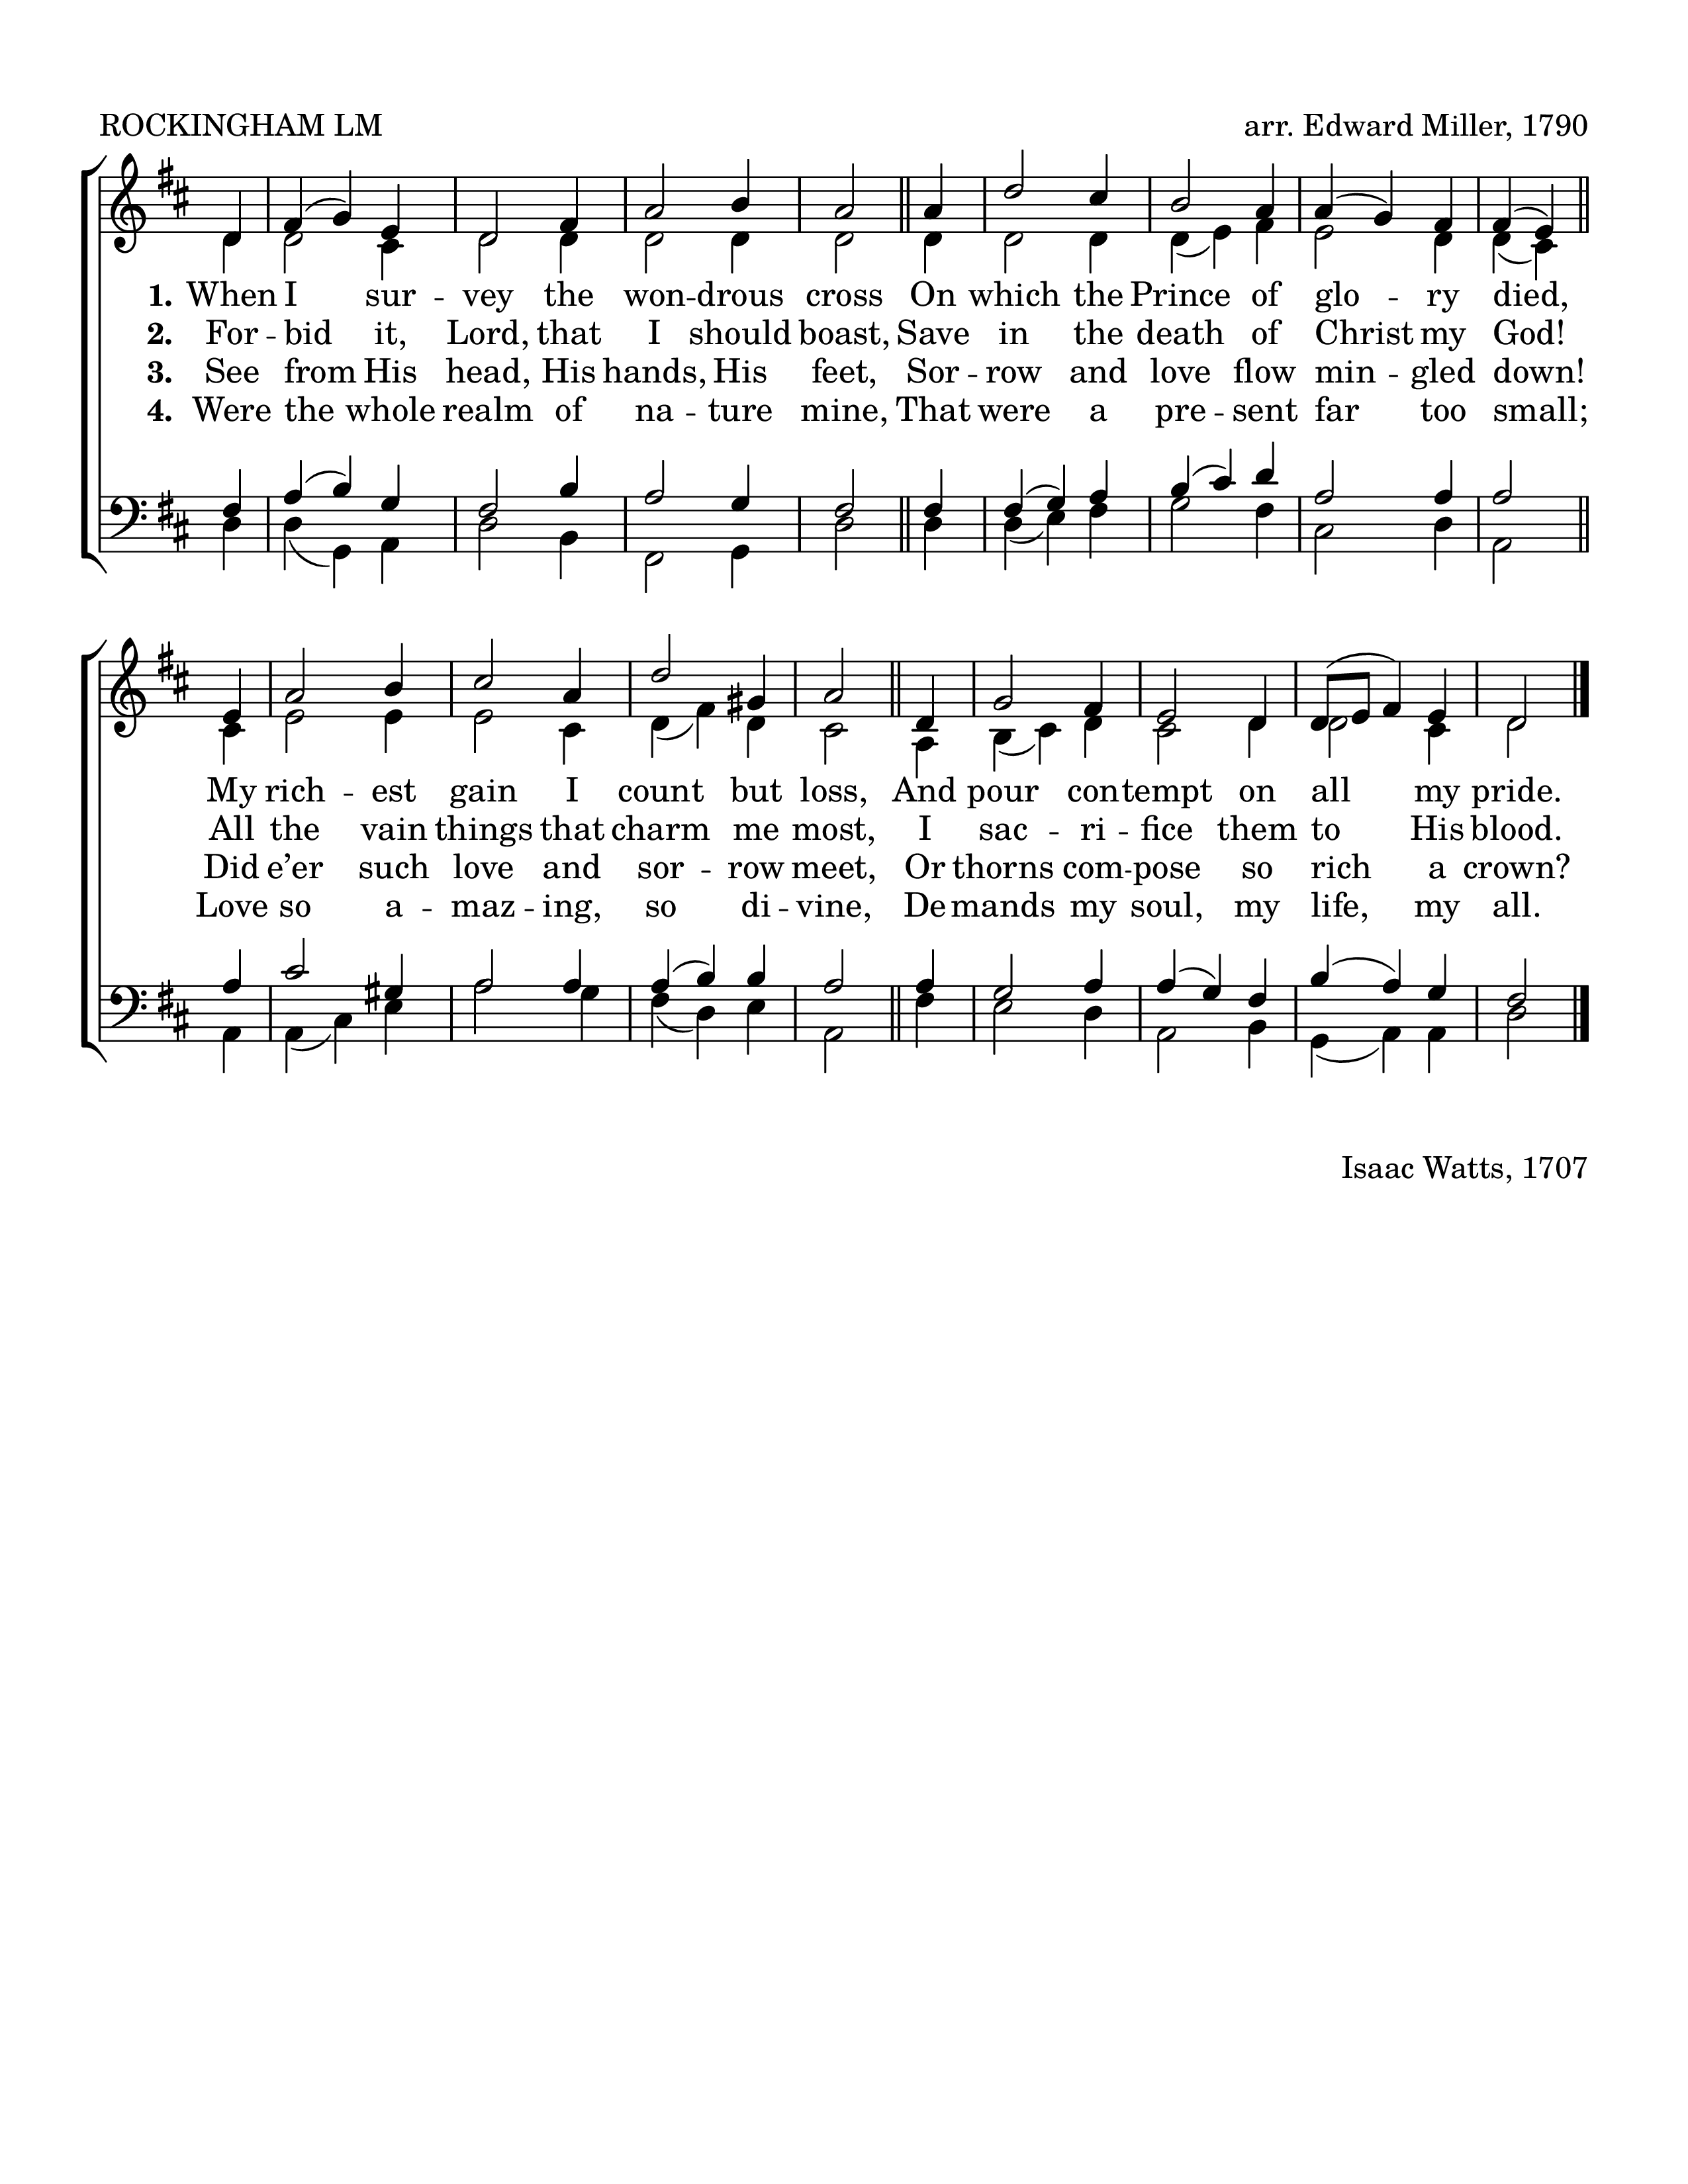 ROCKINGHAM LM
arr. Edward Miller, 1790
1. When I sur -- vey the won -- drous cross On which the Prince of glo -- ry died,
2. For -- bid it, Lord, that I should boast, Save in the death of Christ my God!
3. See from His head, His hands, His feet, Sor -- row and love flow min -- gled down!
4. Were the whole realm of na -- ture mine, That were a pre -- sent far too small;
My rich -- est gain I count but loss, And pour con -- tempt on all my pride.
All the vain things that charm me most, I sac -- ri -- fice them to His blood.
Did e’er such love and sor -- row meet, Or thorns com -- pose so rich a crown?
Love so a -- maz -- ing, so di -- vine, De -- mands my soul, my life, my all.
Isaac Watts, 1707